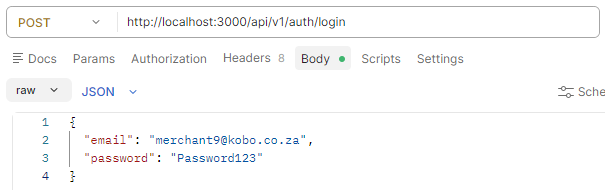 POST http://localhost:3000/api/v1/auth/login
Docs Params Authorization Headers 8 Body Scripts Settings
raw JSON Sche
1 {
2 "email": "merchant9@kobo.co.za",
3 "password": "Password123"
4 }